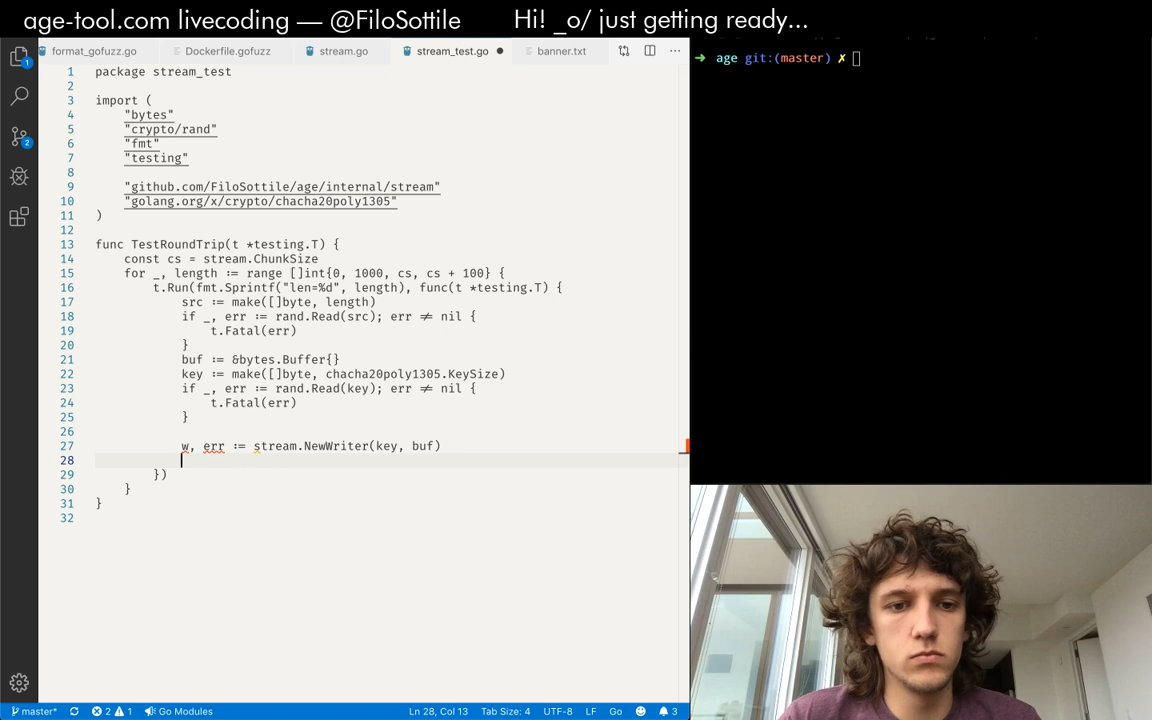 age-tool.com livecoding — @FiloSottile Hi! _o/ just getting ready...
format_gofuzz.go Dockerfile.gofuzz stream.go stream_test.go banner.txt ...
➜ age git:(master) ✗
1 package stream_test
2
3 import (
4 "bytes"
5 "crypto/rand"
6 "fmt"
7 "testing"
8
9 "github.com/FiloSottile/age/internal/stream"
10 "golang.org/x/crypto/chacha20poly1305"
11 )
12
13 func TestRoundTrip(t *testing.T) {
14 const cs = stream.ChunkSize
15 for _, length := range []int{0, 1000, cs, cs + 100} {
16 t.Run(fmt.Sprintf("len=%d", length), func(t *testing.T) {
17 src := make([]byte, length)
18 if _, err := rand.Read(src); err ≠ nil {
19 t.Fatal(err)
20 }
21 buf := &bytes.Buffer{}
22 key := make([]byte, chacha20poly1305.KeySize)
23 if _, err := rand.Read(key); err ≠ nil {
24 t.Fatal(err)
25 }
26
27 w, err := stream.NewWriter(key, buf)
28
29 })
30 }
31 }
32
1
2
master* 2 1 Go Modules Ln 28, Col 13 Tab Size: 4 UTF-8 LF Go 3